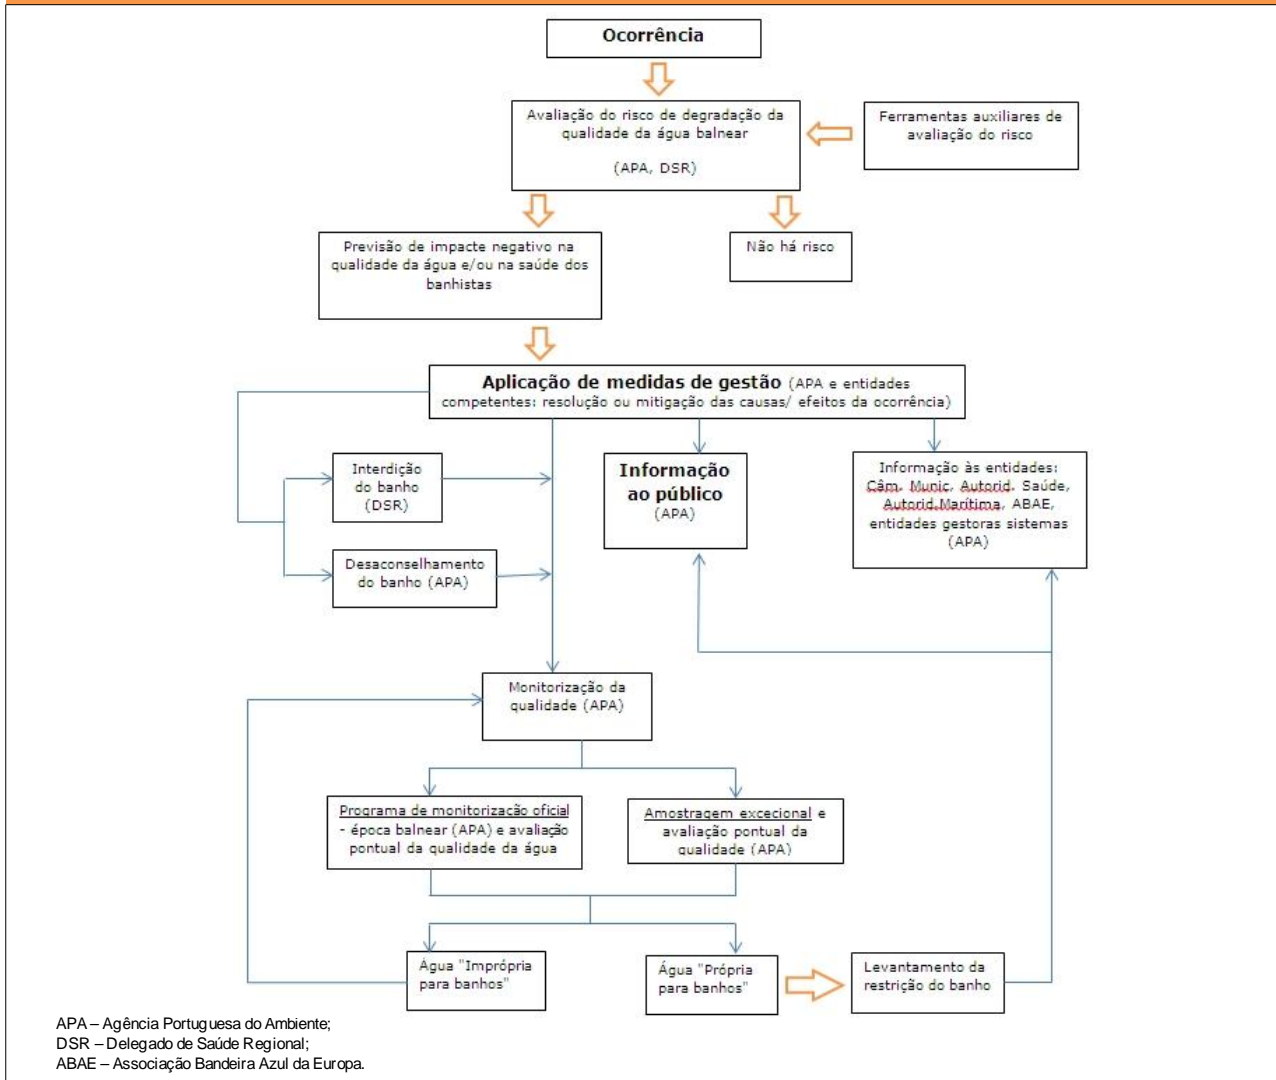 Ocorrência
Avaliação do risco de degradação da
qualidade da água balnear
(APA, DSR)
Ferramentas auxiliares de
avaliação do risco
Previsão de impacte negativo na
qualidade da água e/ou na saúde dos
banhistas
Não há risco
Aplicação de medidas de gestão (APA e entidades
competentes: resolução ou mitigação das causas/ efeitos da ocorrência)
Interdição
do banho
(DSR)
Informação
ao público
(APA)
Informação às entidades:
Câm. Munic, Autorid. Saúde,
Autorid.Marítima, ABAE,
entidades gestoras sistemas
(APA)
Desaconselhamento
do banho (APA)
Monitorização da
qualidade (APA)
Programa de monitorização oficial
- época balnear (APA) e avaliação
pontual da qualidade da água
Amostragem excecional e
avaliação pontual da
qualidade (APA)
Água "Imprópria
para banhos"
Água "Própria
para banhos"
Levantamento da
restrição do banho
APA – Agência Portuguesa do Ambiente;
DSR – Delegado de Saúde Regional;
ABAE – Associação Bandeira Azul da Europa.